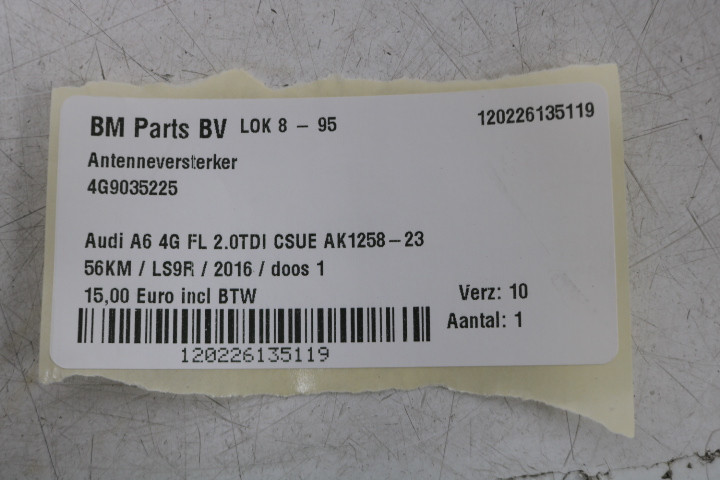 BM Parts BV LOK 8 - 95 120226135119
Antenneversterker
4G9035225
Audi A6 4G FL 2.0TDI CSUE AK1258-23
56KM / LS9R / 2016 / doos 1
15,00 Euro incl BTW Verz: 10
Aantal: 1
120226135119